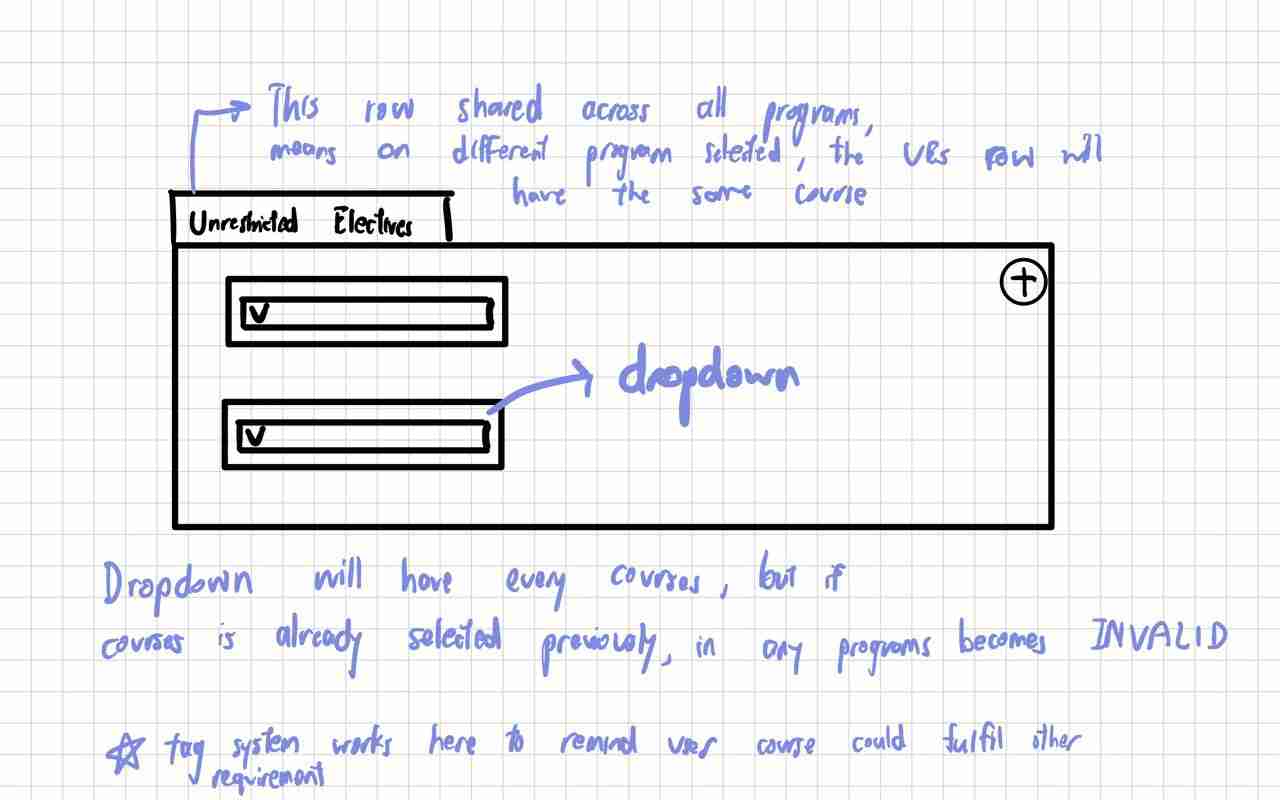 This row shared across all programs,
means on different program selected, the UEs row will
have the same course
Unrestricted Electives
+
V
dropdown
V
Dropdown will have every courses, but if
courses is already selected previously, in any programs becomes INVALID
☆ tag system works here to remind user course could fulfil other
requirement